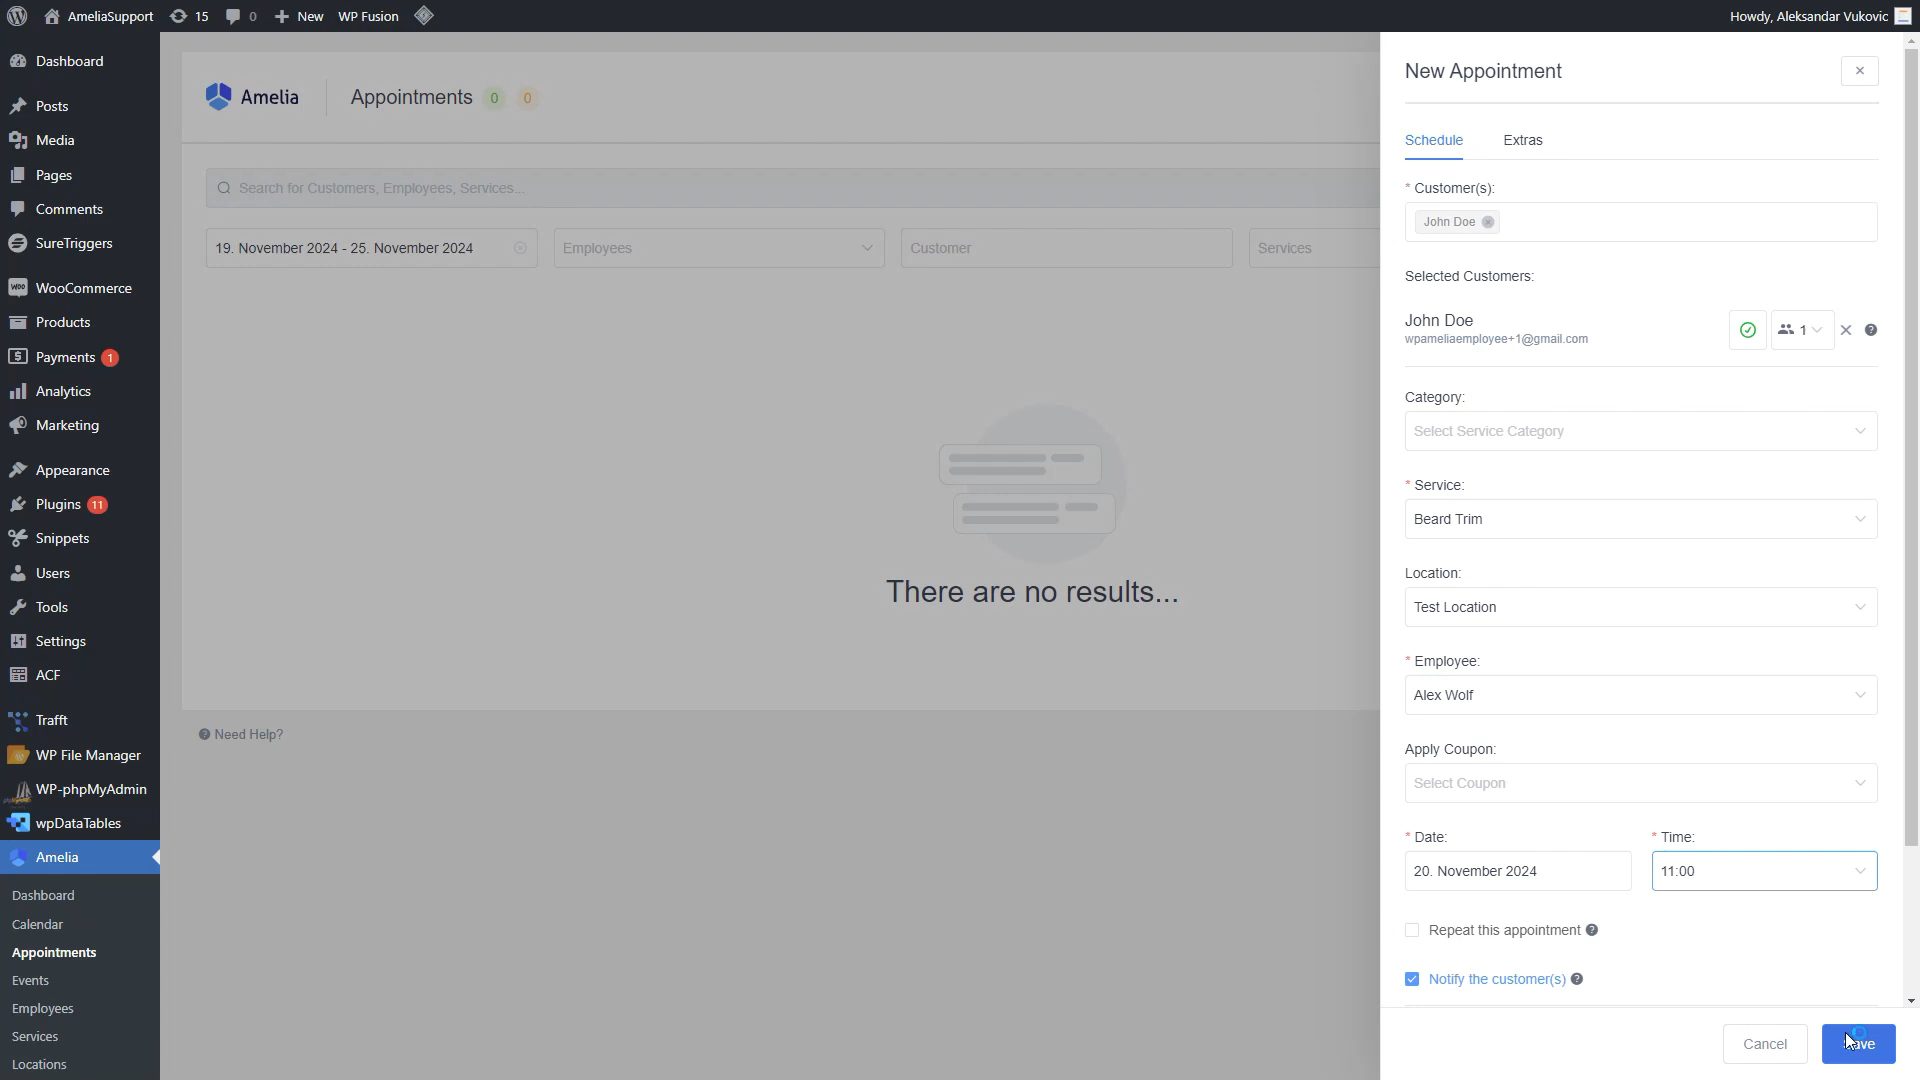 AmeliaSupport 15 0 New WP Fusion
Howdy, Aleksandar Vukovic
Dashboard
Posts
Media
Pages
Comments
SureTriggers
WOO WooCommerce
Products
Payments 1
Analytics
Marketing
Appearance
Plugins 11
Snippets
Users
Tools
Settings
ACF
Trafft
WP File Manager
WP-phpMyAdmin
wpDataTables
Amelia
Dashboard
Calendar
Appointments
Events
Employees
Services
Locations
Amelia
Appointments 0 0
Search for Customers, Employees, Services...
19. November 2024 - 25. November 2024
Employees
Customer
Services
There are no results...
Need Help?
New Appointment
Schedule
Extras
* Customer(s):
John Doe
Selected Customers:
John Doe
wpameliaemployee+1@gmail.com
1
Category:
Select Service Category
* Service:
Beard Trim
Location:
Test Location
* Employee:
Alex Wolf
Apply Coupon:
Select Coupon
* Date:
* Time:
20. November 2024
11:00
Repeat this appointment
Notify the customer(s)
Cancel